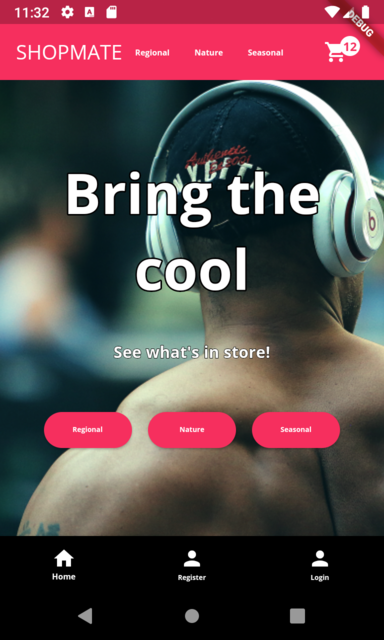 11:32
DEBUG
SHOPMATE Regional Nature Seasonal 12
Authentic
Bring the
cool
See what's in store!
Regional Nature Seasonal
Home Register Login